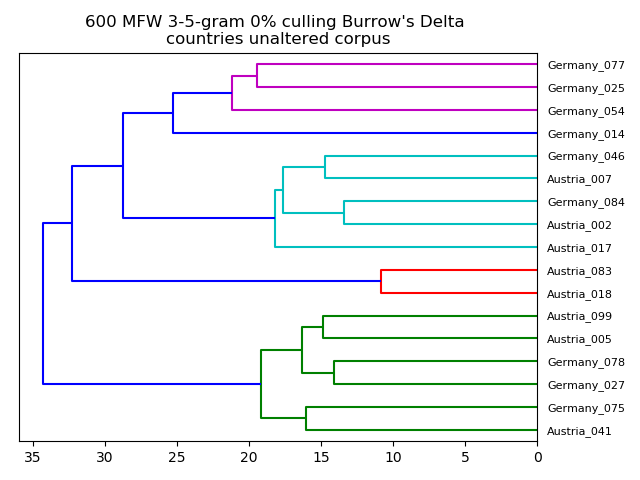 600 MFW 3-5-gram 0% culling Burrow's Delta
countries unaltered corpus
Germany_077
Germany_025
Germany_054
Germany_014
Germany_046
Austria_007
Germany_084
Austria_002
Austria_017
Austria_083
Austria_018
Austria_099
Austria_005
Germany_078
Germany_027
Germany_075
Austria_041
35 30 25 20 15 10 5 0